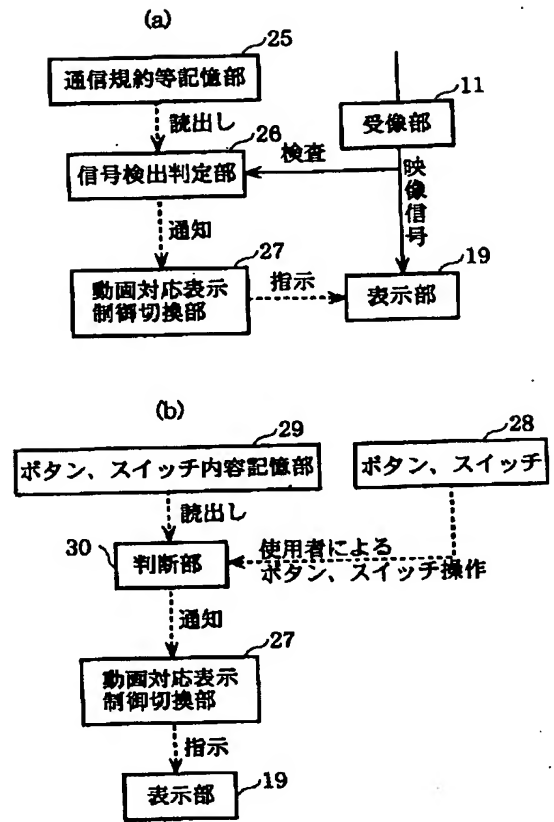 (a)
25
通信規約等記憶部
11
読出し
受像部
26
検査
信号検出判定部
映像信号
通知
27
19
動画対応表示
制御切換部
指示
表示部
(b)
29
28
ボタン、スイッチ内容記憶部
ボタン、スイッチ
読出し
30
判断部
使用者による
ボタン、スイッチ操作
通知
27
動画対応表示
制御切換部
指示
19
表示部